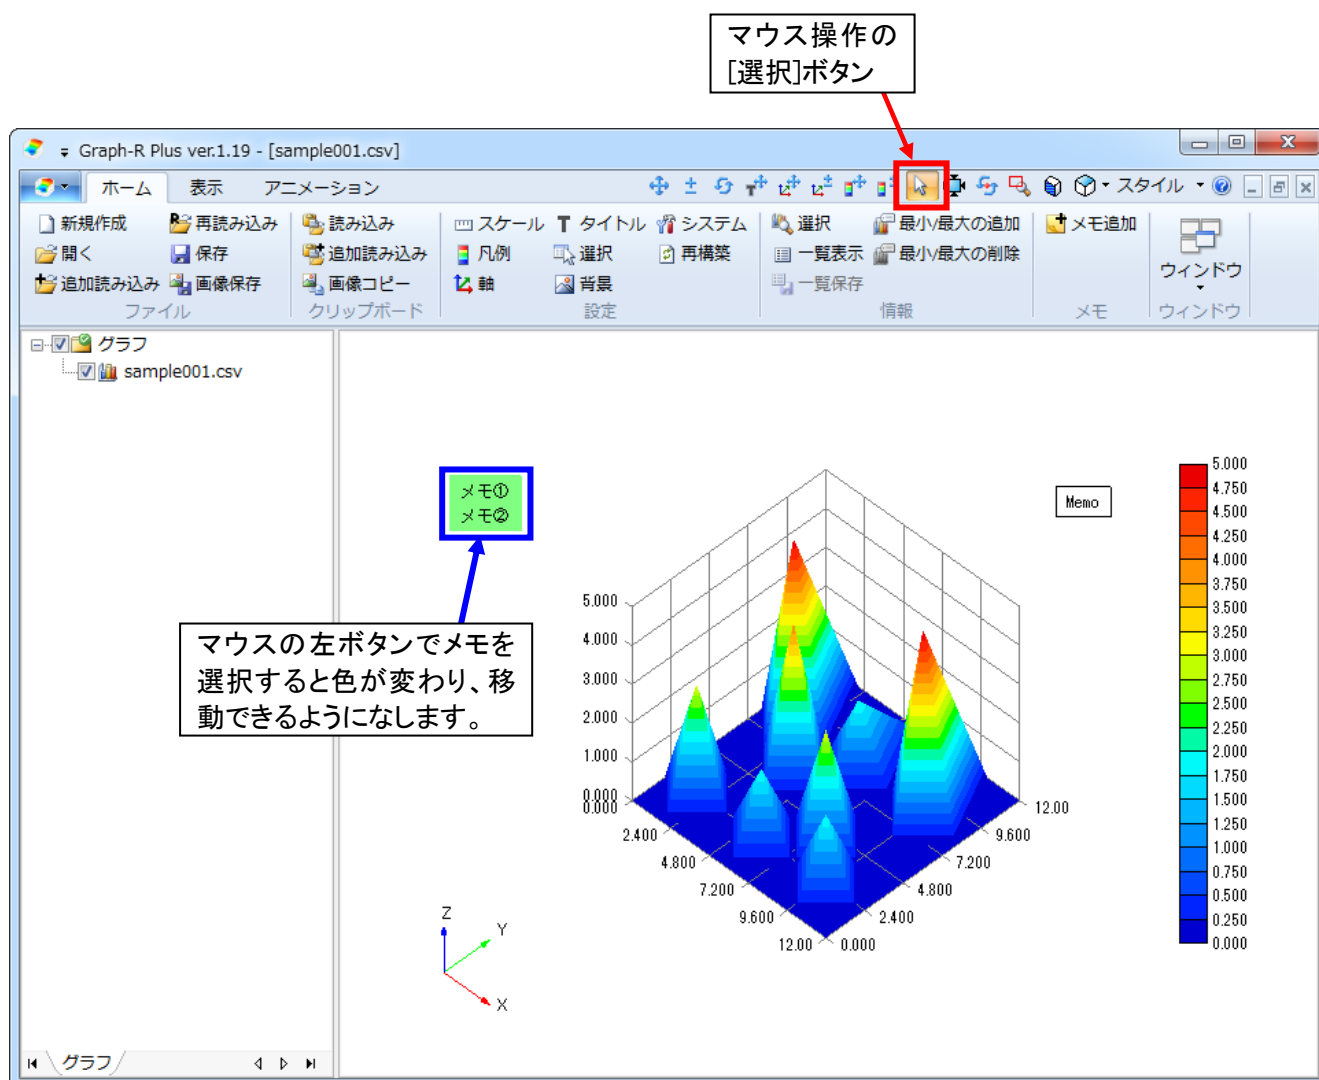 マウス操作の
[選択]ボタン
Graph-R Plus ver.1.19 - [sample001.csv]
ホーム 表示 アニメーション スタイル
新規作成 再読み込み 読み込み スケール タイトル システム 選択 最小/最大の追加 メモ追加
開く 保存 追加読み込み 凡例 選択 再構築 一覧表示 最小/最大の削除 ウィンドウ
追加読み込み 画像保存 画像コピー 軸 背景 一覧保存
ファイル クリップボード 設定 情報 メモ ウィンドウ
グラフ
sample001.csv
メモ①
メモ②
Memo
マウスの左ボタンでメモを
選択すると色が変わり、移
動できるようになします。
5.000
4.000
3.000
2.000
1.000
0.000
0.000
2.400
4.800
7.200
9.600
12.00
0.000
2.400
4.800
7.200
9.600
12.00
5.000
4.750
4.500
4.250
4.000
3.750
3.500
3.250
3.000
2.750
2.500
2.250
2.000
1.750
1.500
1.250
1.000
0.750
0.500
0.250
0.000
Z
Y
X
グラフ